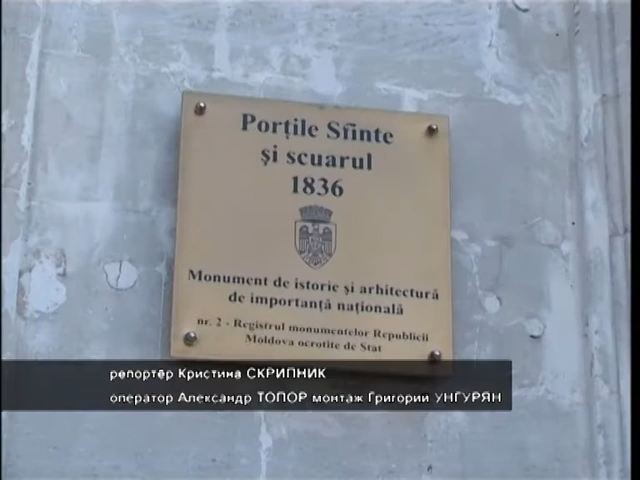 Porțile Sfinte
și scuarul
1836
Monument de istorie și arhitectură
de importanță națională
nr. 2 - Registrul monumentelor Republicii
Moldova ocrotite de Stat
репортёр Кристина СКРИПНИК
оператор Александр ТОПОР монтаж Григории УНГУРЯН